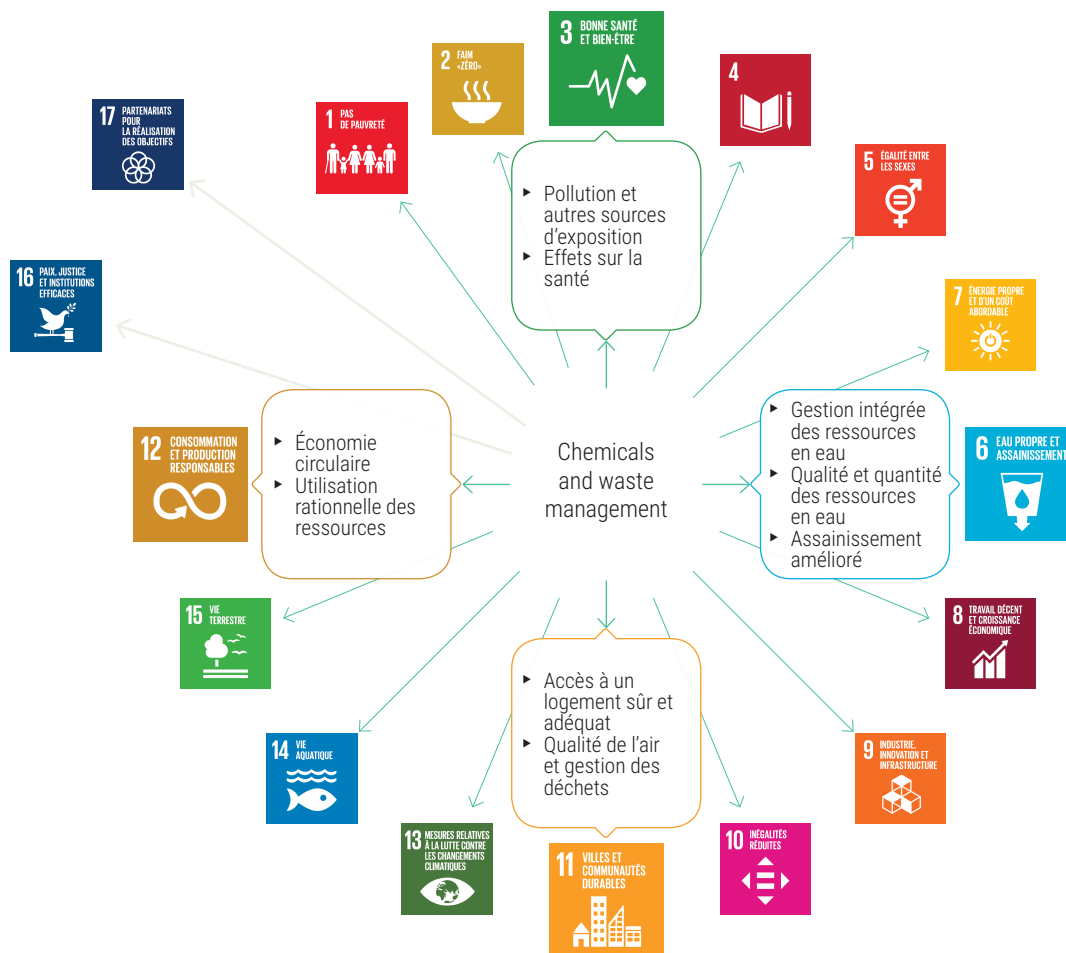 3 BONNE SANTÉ
ET BIEN-ÊTRE
2 FAIM
«ZÉRO»
4
17 PARTENARIATS
POUR
LA RÉALISATION
DES OBJECTIFS
1 PAS
DE PAUVRETÉ
5 ÉGALITÉ ENTRE
LES SEXES
▸ Pollution et
autres sources
d'exposition
▸ Effets sur la
santé
16 PAIX, JUSTICE
ET INSTITUTIONS
EFFICACES
7 ÉNERGIE PROPRE
ET D'UN COÛT
ABORDABLE
12 CONSOMMATION
ET PRODUCTION
RESPONSABLES
▸ Économie
circulaire
▸ Utilisation
rationnelle des
ressources
Chemicals
and waste
management
▸ Gestion intégrée
des ressources
en eau
▸ Qualité et quantité
des ressources
en eau
▸ Assainissement
amélioré
6 EAU PROPRE ET
ASSAINISSEMENT
15 VIE
TERRESTRE
8 TRAVAIL DÉCENT
ET CROISSANCE
ÉCONOMIQUE
▸ Accès à un
logement sûr et
adéquat
▸ Qualité de l'air
et gestion des
déchets
14 VIE
AQUATIQUE
9 INDUSTRIE,
INNOVATION ET
INFRASTRUCTURE
13 MESURES RELATIVES
À LA LUTTE CONTRE
LES CHANGEMENTS
CLIMATIQUES
11 VILLES ET
COMMUNAUTÉS
DURABLES
10 INÉGALITÉS
RÉDUITES